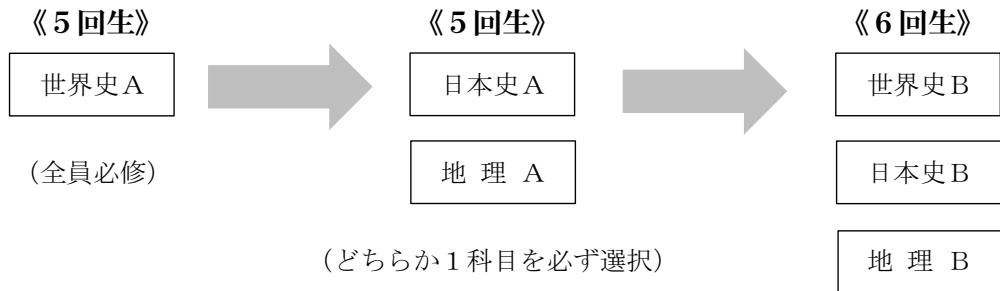 《5回生》 《5回生》 《6回生》
世界史A 日本史A 世界史B
(全員必修) 地 理 A 日本史B
(どちらか1科目を必ず選択) 地 理 B